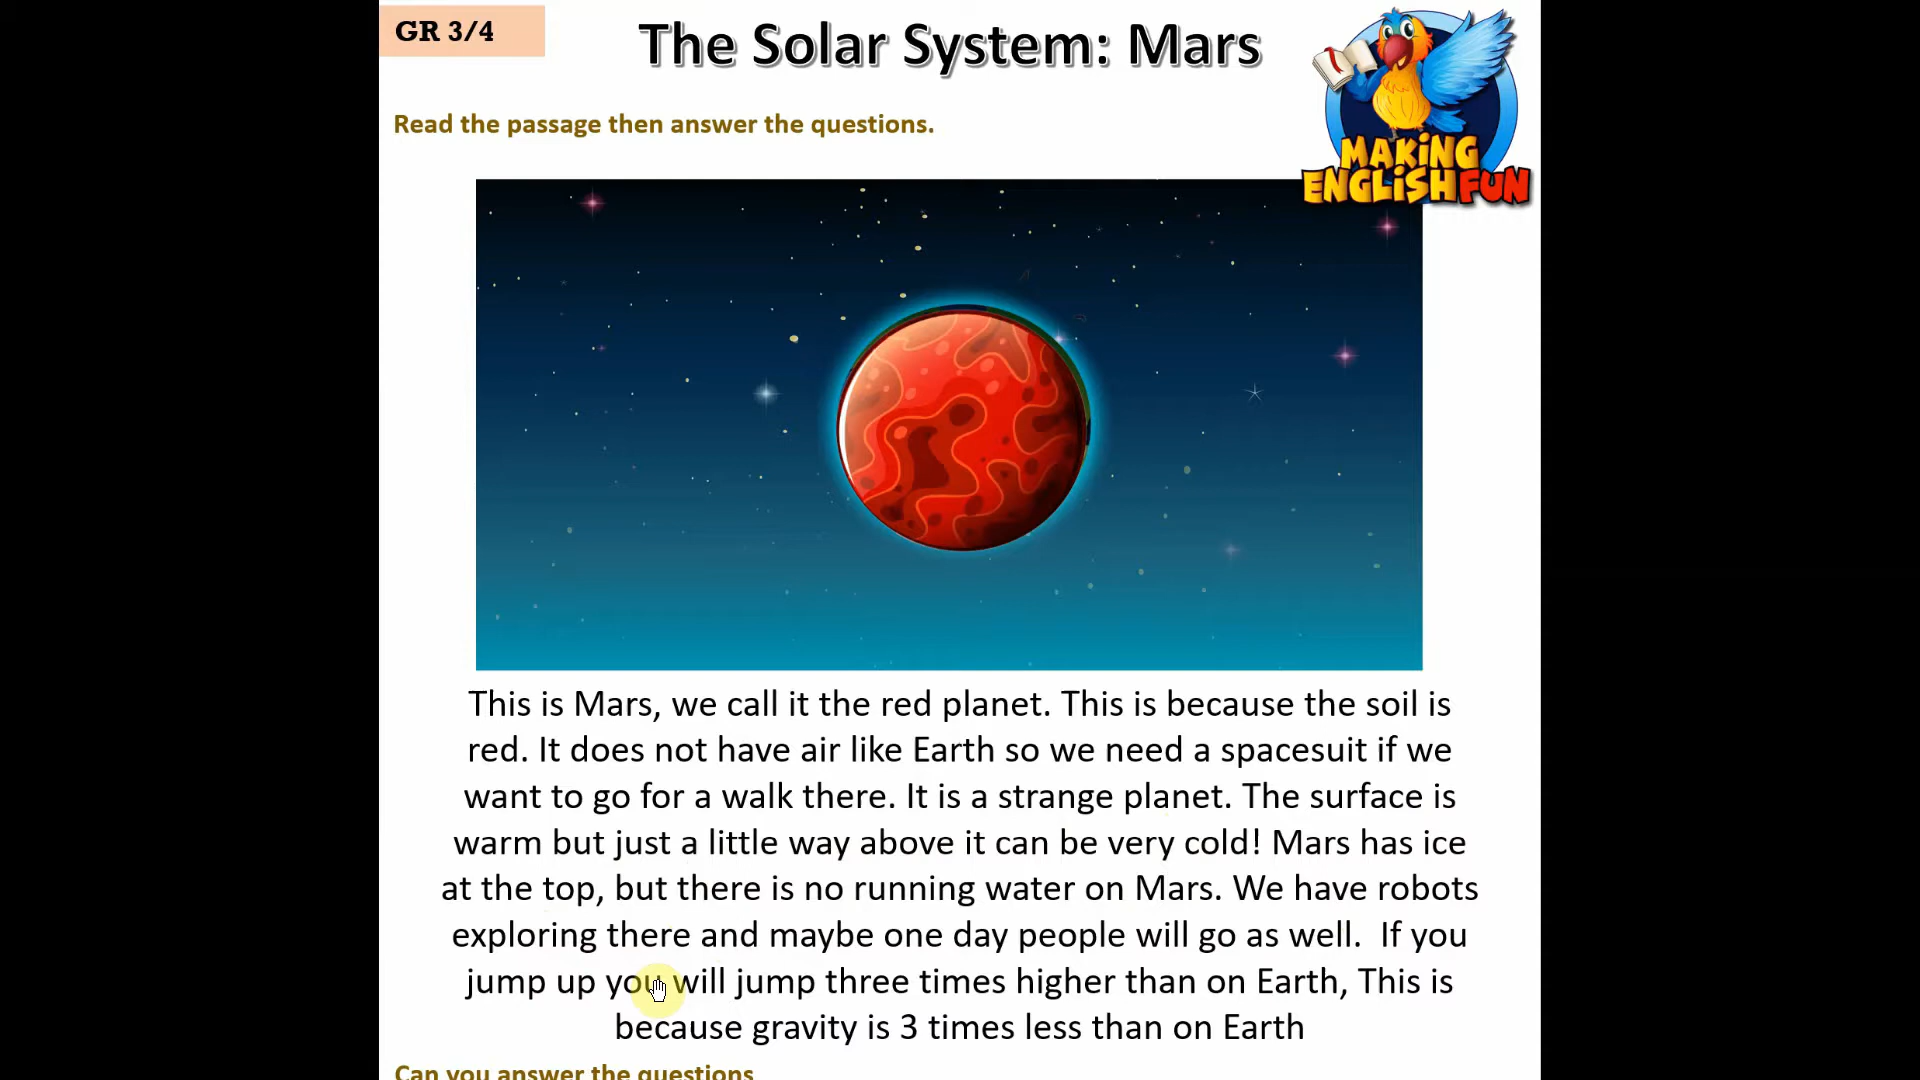 GR 3/4
The Solar System: Mars
MAKING
ENGLISH FUN
Read the passage then answer the questions.
This is Mars, we call it the red planet. This is because the soil is
red. It does not have air like Earth so we need a spacesuit if we
want to go for a walk there. It is a strange planet. The surface is
warm but just a little way above it can be very cold! Mars has ice
at the top, but there is no running water on Mars. We have robots
exploring there and maybe one day people will go as well.  If you
jump up you will jump three times higher than on Earth, This is
because gravity is 3 times less than on Earth
Can you answer the questions